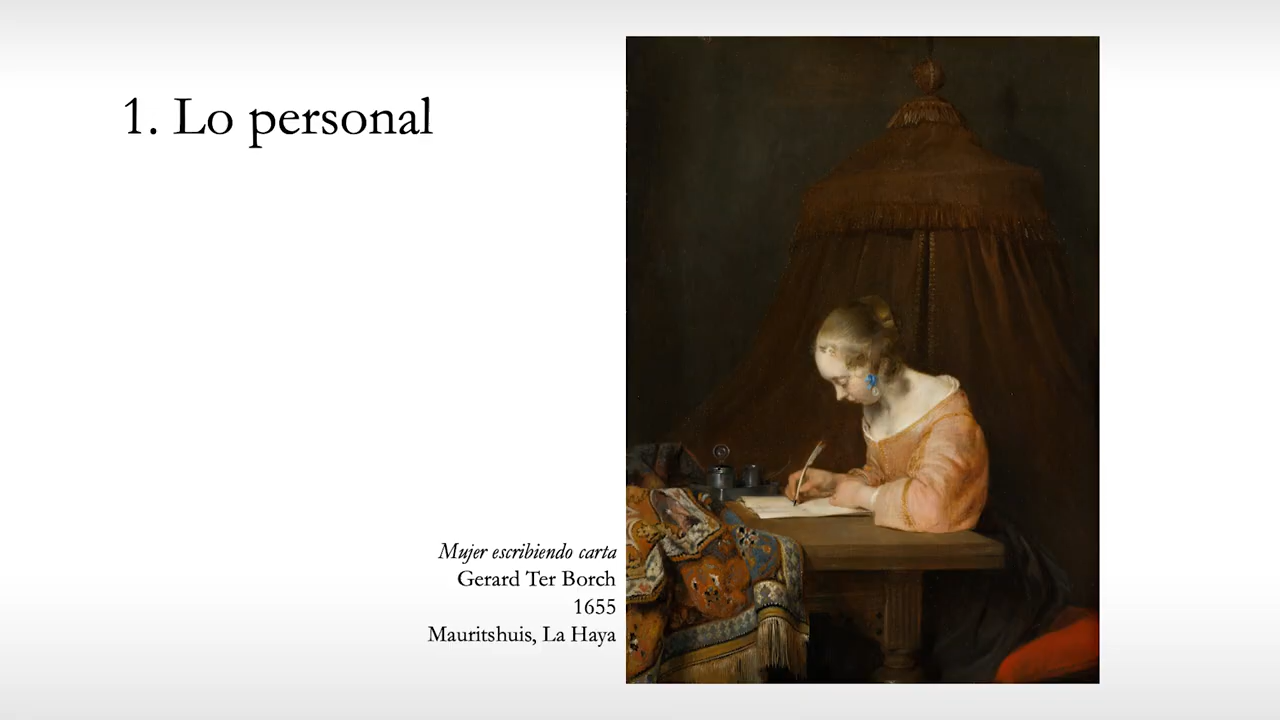 1. Lo personal
Mujer escribiendo carta
Gerard Ter Borch
1655
Mauritshuis, La Haya